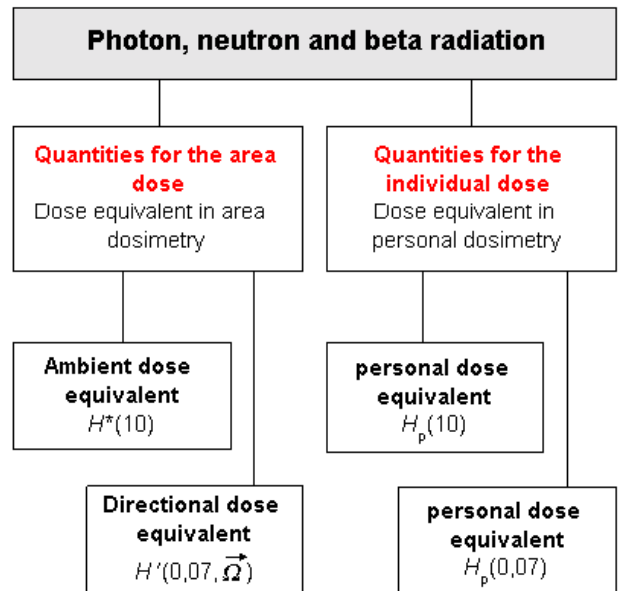 Photon, neutron and beta radiation
Quantities for the area
dose
Dose equivalent in area
dosimetry
Quantities for the
individual dose
Dose equivalent in
personal dosimetry
Ambient dose
equivalent
H*(10)
personal dose
equivalent
Hₚ(10)
Directional dose
equivalent
H'(0,07, Ω⃗)
personal dose
equivalent
Hₚ(0,07)